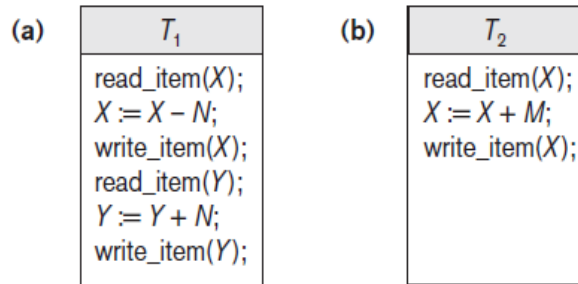 (a)
T₁
read_item(X);
X := X – N;
write_item(X);
read_item(Y);
Y := Y + N;
write_item(Y);
(b)
T₂
read_item(X);
X := X + M;
write_item(X);